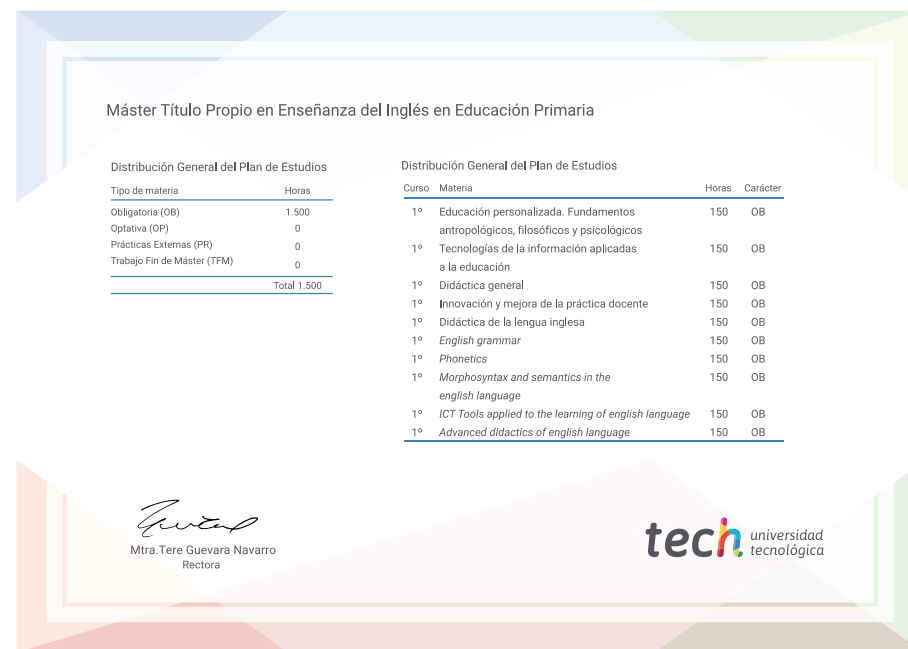 Máster Título Propio en Enseñanza del Inglés en Educación Primaria
Distribución General del Plan de Estudios
Tipo de materia Horas
Obligatoria (OB) 1.500
Optativa (OP) 0
Prácticas Externas (PR) 0
Trabajo Fin de Máster (TFM) 0
Total 1.500
Distribución General del Plan de Estudios
Curso Materia Horas Carácter
1º Educación personalizada. Fundamentos 150 OB
antropológicos, filosóficos y psicológicos
1º Tecnologías de la información aplicadas 150 OB
a la educación
1º Didáctica general 150 OB
1º Innovación y mejora de la práctica docente 150 OB
1º Didáctica de la lengua inglesa 150 OB
1º English grammar 150 OB
1º Phonetics 150 OB
1º Morphosyntax and semantics in the 150 OB
english language
1º ICT Tools applied to the learning of english language 150 OB
1º Advanced didactics of english language 150 OB
Mtra.Tere Guevara Navarro
Rectora
tech universidad
tecnológica